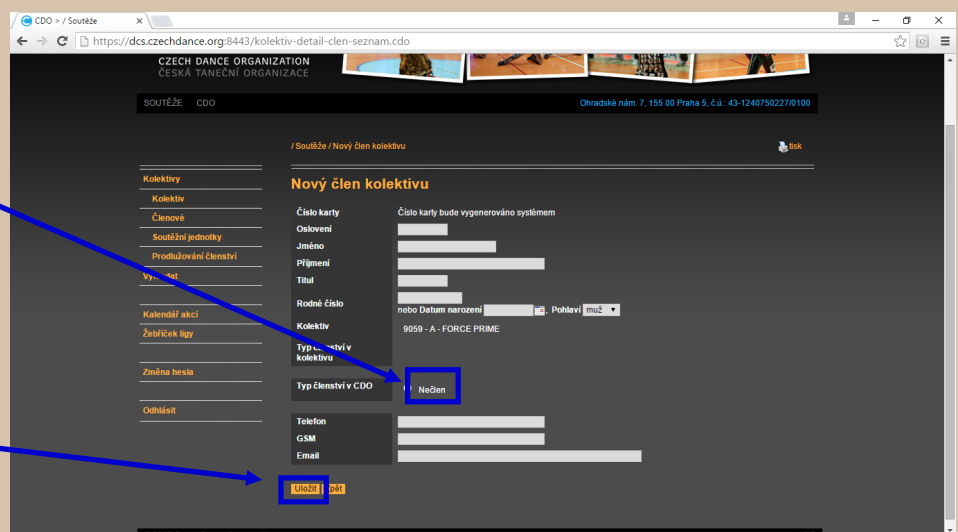 CDO > / Soutěže
https://dcs.czechdance.org:8443/kolektiv-detail-clen-seznam.cdo
CZECH DANCE ORGANIZATION
ČESKÁ TANEČNÍ ORGANIZACE
SOUTĚŽE CDO
Ohradské nám. 7, 155 00 Praha 5, č.ú.: 43-1240750227/0100
/ Soutěže / Nový člen kolektivu
tisk
Kolektivy
Kolektiv
Členové
Soutěžní jednotky
Prodlužování členství
Kalendář akcí
Žebříček ligy
Změna hesla
Odhlásit
Nový člen kolektivu
Číslo karty Číslo karty bude vygenerováno systémem
Oslovení
Jméno
Příjmení
Titul
Rodné číslo
nebo Datum narození , Pohlaví muž
Kolektiv 9059 - A - FORCE PRIME
Typ členství v
kolektivu
Typ členství v CDO Nečlen
Telefon
GSM
Email
Uložit